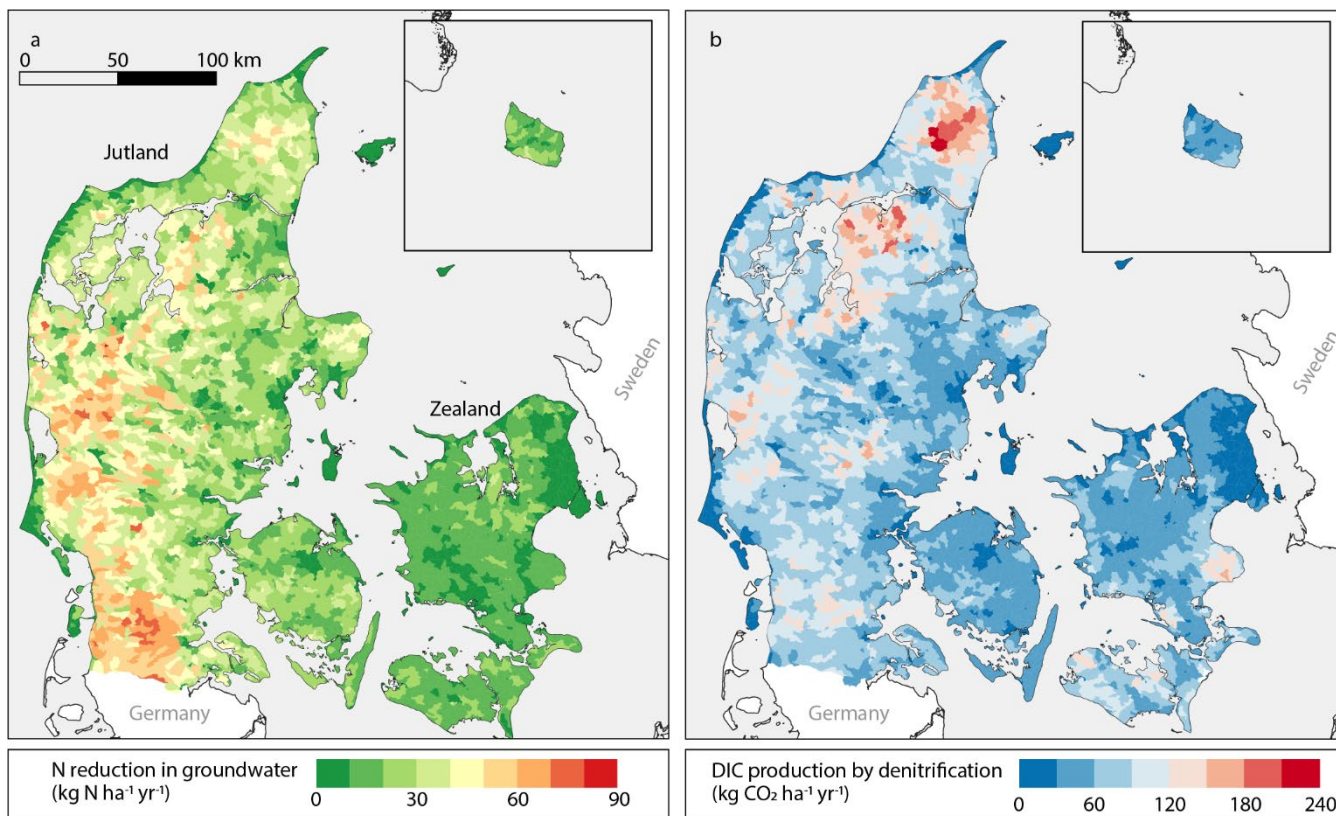 a
0 50 100 km
Jutland
Zealand
Sweden
Germany
N reduction in groundwater
(kg N ha⁻¹ yr⁻¹)
0 30 60 90
b
Sweden
Germany
DIC production by denitrification
(kg CO₂ ha⁻¹ yr⁻¹)
0 60 120 180 240